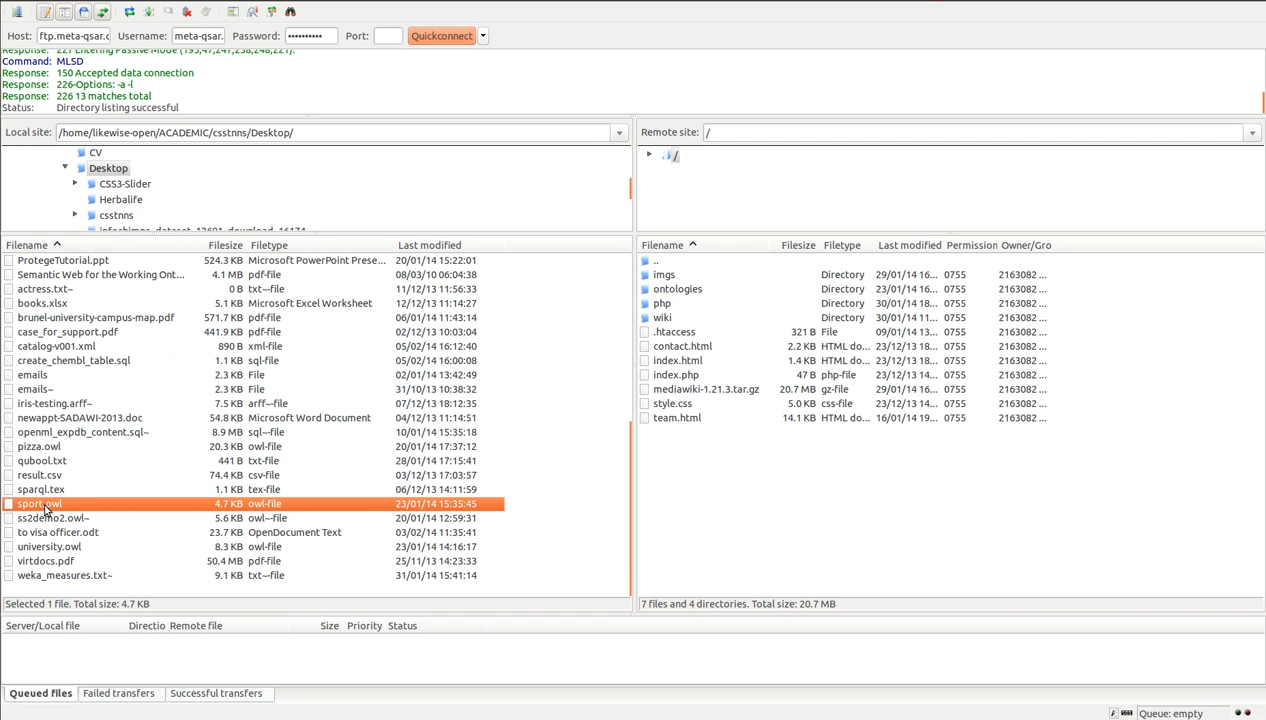 Host: ftp.meta-qsar.c Username: meta-qsar. Password: •••••••••• Port: Quickconnect
Response: 227 Entering Passive Mode (195,47,247,238,248,221).
Command: MLSD
Response: 150 Accepted data connection
Response: 226-Options: -a -l
Response: 226 13 matches total
Status: Directory listing successful
Local site: /home/likewise-open/ACADEMIC/csstnns/Desktop/
CV
Desktop
CSS3-Slider
Herbalife
csstnns
infochimps_dataset_12691_download_16174
Filename Filesize Filetype Last modified
ProtegeTutorial.ppt 524.3 KB Microsoft PowerPoint Prese... 20/01/14 15:22:01
Semantic Web for the Working Ont... 4.1 MB pdf-file 08/03/10 06:04:38
actress.txt~ 0 B txt~-file 11/12/13 11:56:33
books.xlsx 5.1 KB Microsoft Excel Worksheet 12/12/13 11:14:27
brunel-university-campus-map.pdf 571.7 KB pdf-file 06/01/14 11:43:14
case_for_support.pdf 441.9 KB pdf-file 02/12/13 10:03:04
catalog-v001.xml 890 B xml-file 05/02/14 16:12:40
create_chembl_table.sql 1.1 KB sql-file 05/02/14 16:00:08
emails 2.3 KB File 02/01/14 13:42:49
emails~ 2.3 KB File 31/10/13 10:38:32
iris-testing.arff~ 7.5 KB arff~-file 07/12/13 18:12:35
newappt-SADAWI-2013.doc 54.8 KB Microsoft Word Document 04/12/13 11:14:51
openml_expdb_content.sql~ 8.9 MB sql~-file 10/01/14 15:35:18
pizza.owl 20.3 KB owl-file 20/01/14 17:37:12
qubool.txt 441 B txt-file 28/01/14 17:15:41
result.csv 74.4 KB csv-file 03/12/13 17:03:57
sparql.tex 1.1 KB tex-file 06/12/13 14:11:59
sport.owl 4.7 KB owl-file 23/01/14 15:35:45
ss2demo2.owl~ 5.6 KB owl~-file 20/01/14 12:59:31
to visa officer.odt 23.7 KB OpenDocument Text 03/02/14 11:35:41
university.owl 8.3 KB owl-file 23/01/14 14:16:17
virtdocs.pdf 50.4 MB pdf-file 25/11/13 14:23:33
weka_measures.txt~ 9.1 KB txt~-file 31/01/14 15:41:14
Selected 1 file. Total size: 4.7 KB
Remote site: /
/
Filename Filesize Filetype Last modified Permission Owner/Gro
..
imgs Directory 29/01/14 16... 0755 2163082 ...
ontologies Directory 23/01/14 16... 0755 2163082 ...
php Directory 30/01/14 18... 0755 2163082 ...
wiki Directory 30/01/14 11... 0755 2163082 ...
.htaccess 321 B File 09/01/14 13... 0755 2163082 ...
contact.html 2.2 KB HTML do... 23/12/13 18... 0755 2163082 ...
index.html 1.4 KB HTML do... 23/12/13 18... 0755 2163082 ...
index.php 47 B php-file 23/12/13 14... 0755 2163082 ...
mediawiki-1.21.3.tar.gz 20.7 MB gz-file 29/01/14 16... 0755 2163082 ...
style.css 5.0 KB css-file 23/12/13 14... 0755 2163082 ...
team.html 14.1 KB HTML do... 16/01/14 19... 0755 2163082 ...
7 files and 4 directories. Total size: 20.7 MB
Server/Local file Directio Remote file Size Priority Status
Queued files Failed transfers Successful transfers
Queue: empty